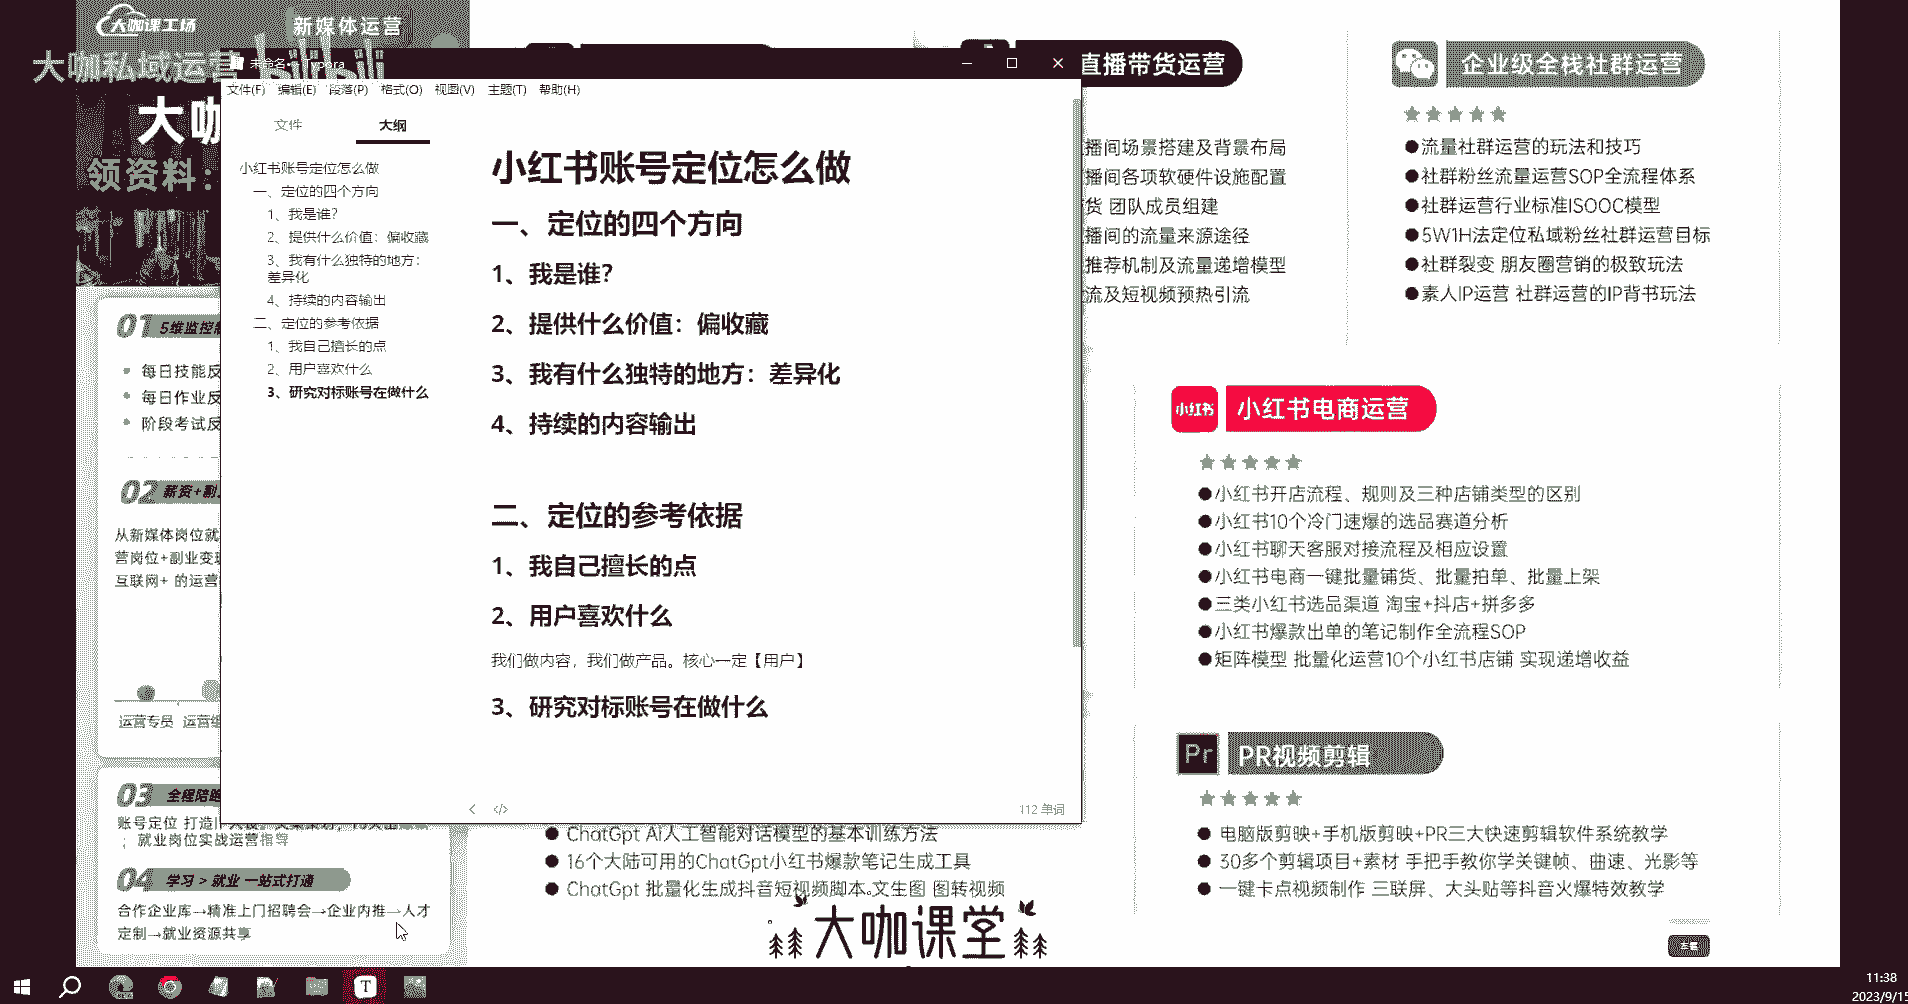 大咖课工场
新媒体运营
大咖私域运营 bilibili
大咖
领资料：
01 5维监控制
每日技能反
每日作业反
阶段考试反
02 薪资+副
从新媒体岗位就
营岗位+副业变现
互联网+ 的运营
运营专员 运营组
03 全程陪跑
账号定位 打造
就业岗位实战运营指导
04 学习 > 就业 一站式打通
合作企业库→精准上门招聘会→企业内推→人才
定制→就业资源共享
未命名 - Typora
文件(F) 编辑(E) 段落(P) 格式(O) 视图(V) 主题(T) 帮助(H)
文件 大纲
小红书账号定位怎么做
一、定位的四个方向
1、我是谁？
2、提供什么价值：偏收藏
3、我有什么独特的地方：
差异化
4、持续的内容输出
二、定位的参考依据
1、我自己擅长的点
2、用户喜欢什么
3、研究对标账号在做什么
小红书账号定位怎么做
一、定位的四个方向
1、我是谁？
2、提供什么价值：偏收藏
3、我有什么独特的地方：差异化
4、持续的内容输出
二、定位的参考依据
1、我自己擅长的点
2、用户喜欢什么
我们做内容，我们做产品。核心一定【用户】
3、研究对标账号在做什么
112 单词
直播带货运营
播间场景搭建及背景布局
播间各项软硬件设施配置
货 团队成员组建
播间的流量来源途径
推荐机制及流量递增模型
流及短视频预热引流
企业级全栈社群运营
流量社群运营的玩法和技巧
社群粉丝流量运营SOP全流程体系
社群运营行业标准ISOOC模型
5W1H法定位私域粉丝社群运营目标
社群裂变 朋友圈营销的极致玩法
素人IP运营 社群运营的IP背书玩法
小红书 小红书电商运营
小红书开店流程、规则及三种店铺类型的区别
小红书10个冷门速爆的选品赛道分析
小红书聊天客服对接流程及相应设置
小红书电商一键批量铺货、批量拍单、批量上架
三类小红书选品渠道 淘宝+抖店+拼多多
小红书爆款出单的笔记制作全流程SOP
矩阵模型 批量化运营10个小红书店铺 实现递增收益
Pr PR视频剪辑
电脑版剪映+手机版剪映+PR三大快速剪辑软件系统教学
30多个剪辑项目+素材 手把手教你学关键帧、曲速、光影等
一键卡点视频制作 三联屏、大头贴等抖音火爆特效教学
ChatGpt AI人工智能对话模型的基本训练方法
16个大陆可用的ChatGpt小红书爆款笔记生成工具
ChatGpt 批量化生成抖音短视频脚本.文生图 图转视频
大咖课堂
T
11:38
2023/9/15